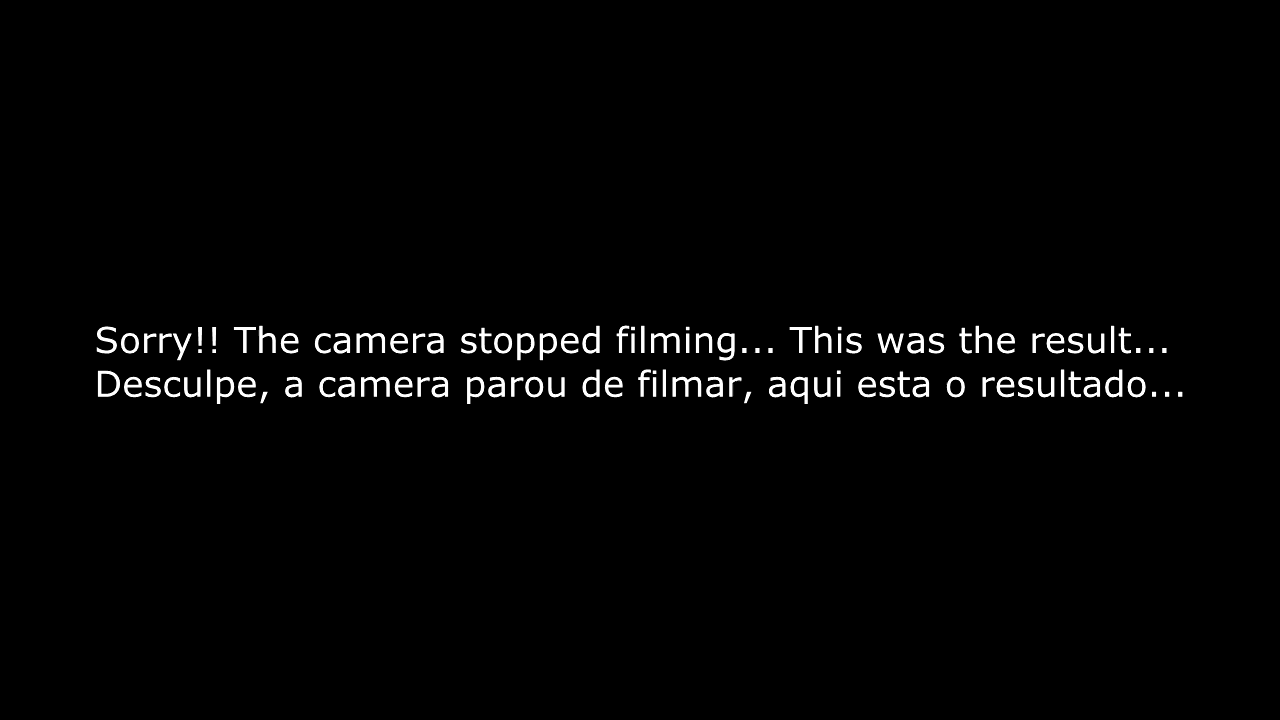 Sorry!! The camera stopped filming... This was the result...
Desculpe, a camera parou de filmar, aqui esta o resultado...